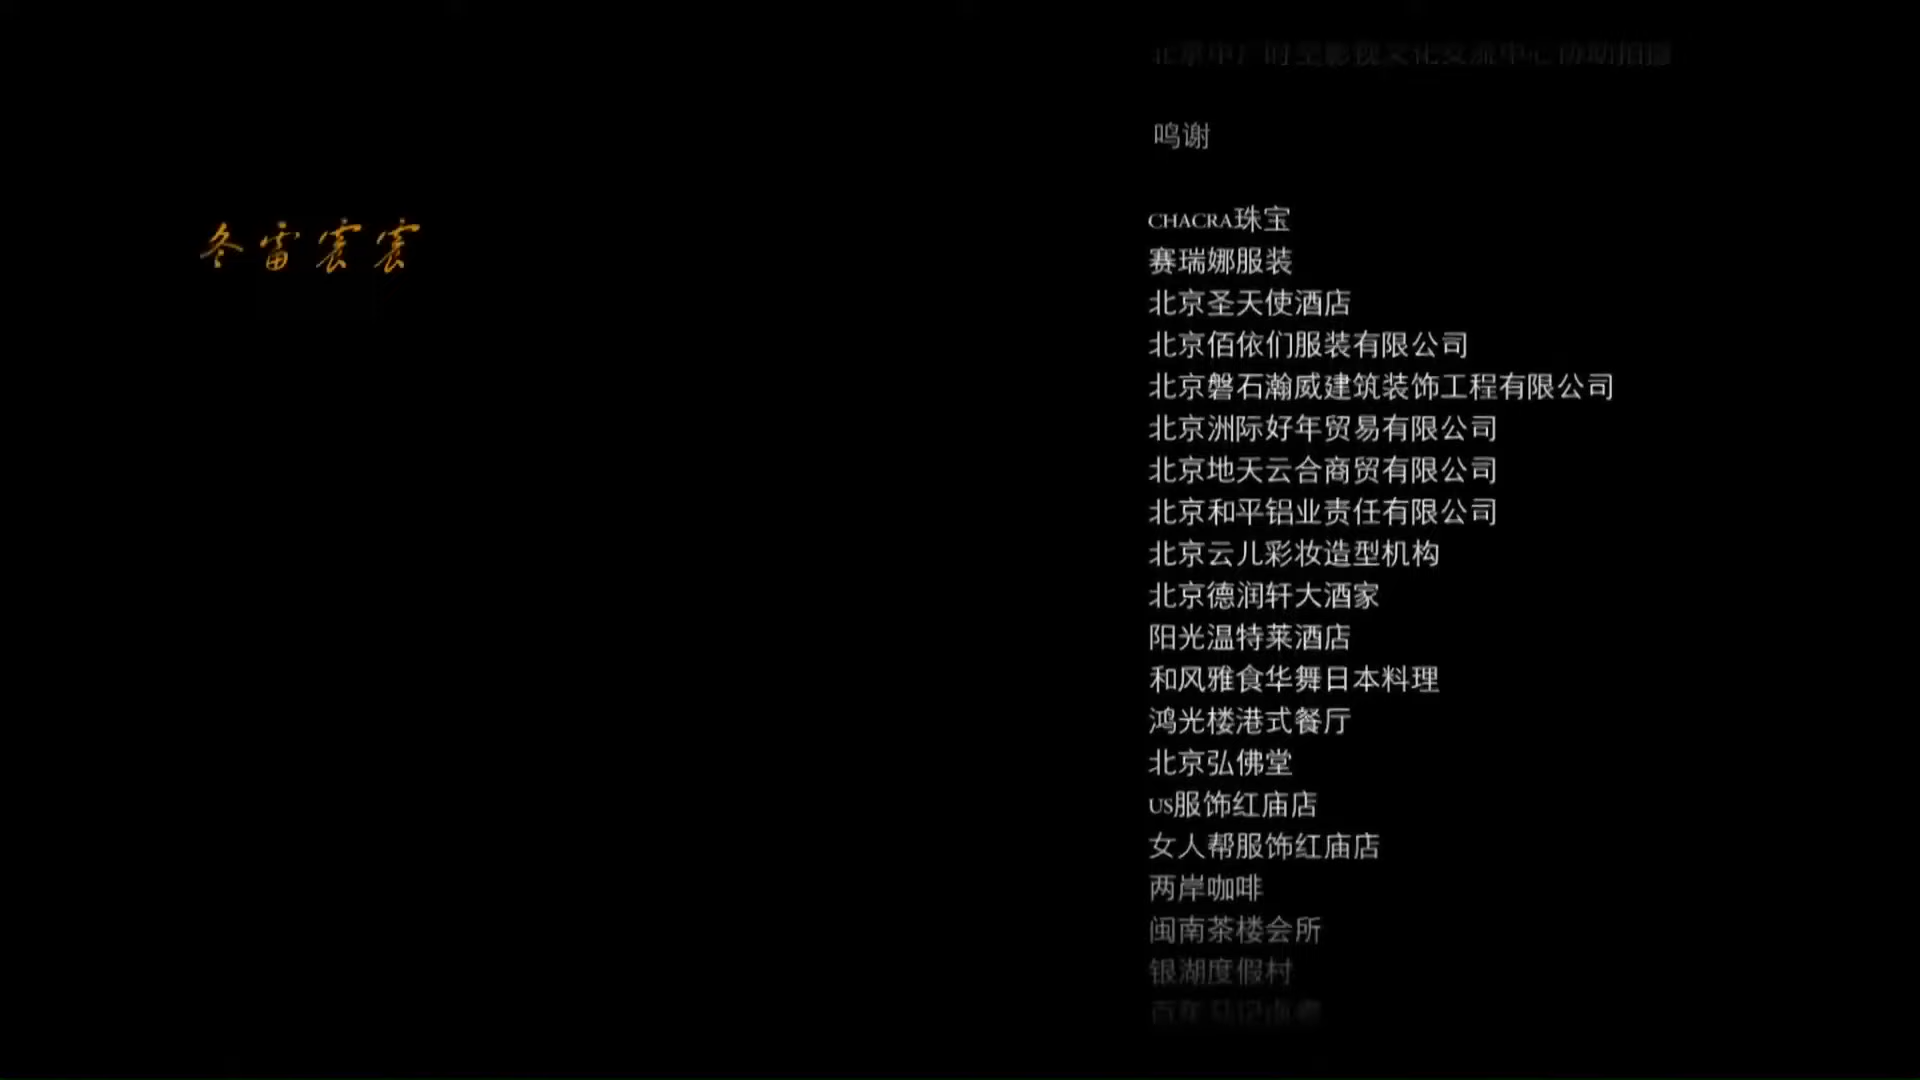 冬雷震震
鸣谢
CHACRA珠宝
赛瑞娜服装
北京圣天使酒店
北京佰依们服装有限公司
北京磐石瀚威建筑装饰工程有限公司
北京洲际好年贸易有限公司
北京地天云合商贸有限公司
北京和平铝业责任有限公司
北京云儿彩妆造型机构
北京德润轩大酒家
阳光温特莱酒店
和风雅食华舞日本料理
鸿光楼港式餐厅
北京弘佛堂
US服饰红庙店
女人帮服饰红庙店
两岸咖啡
闽南茶楼会所
银湖度假村